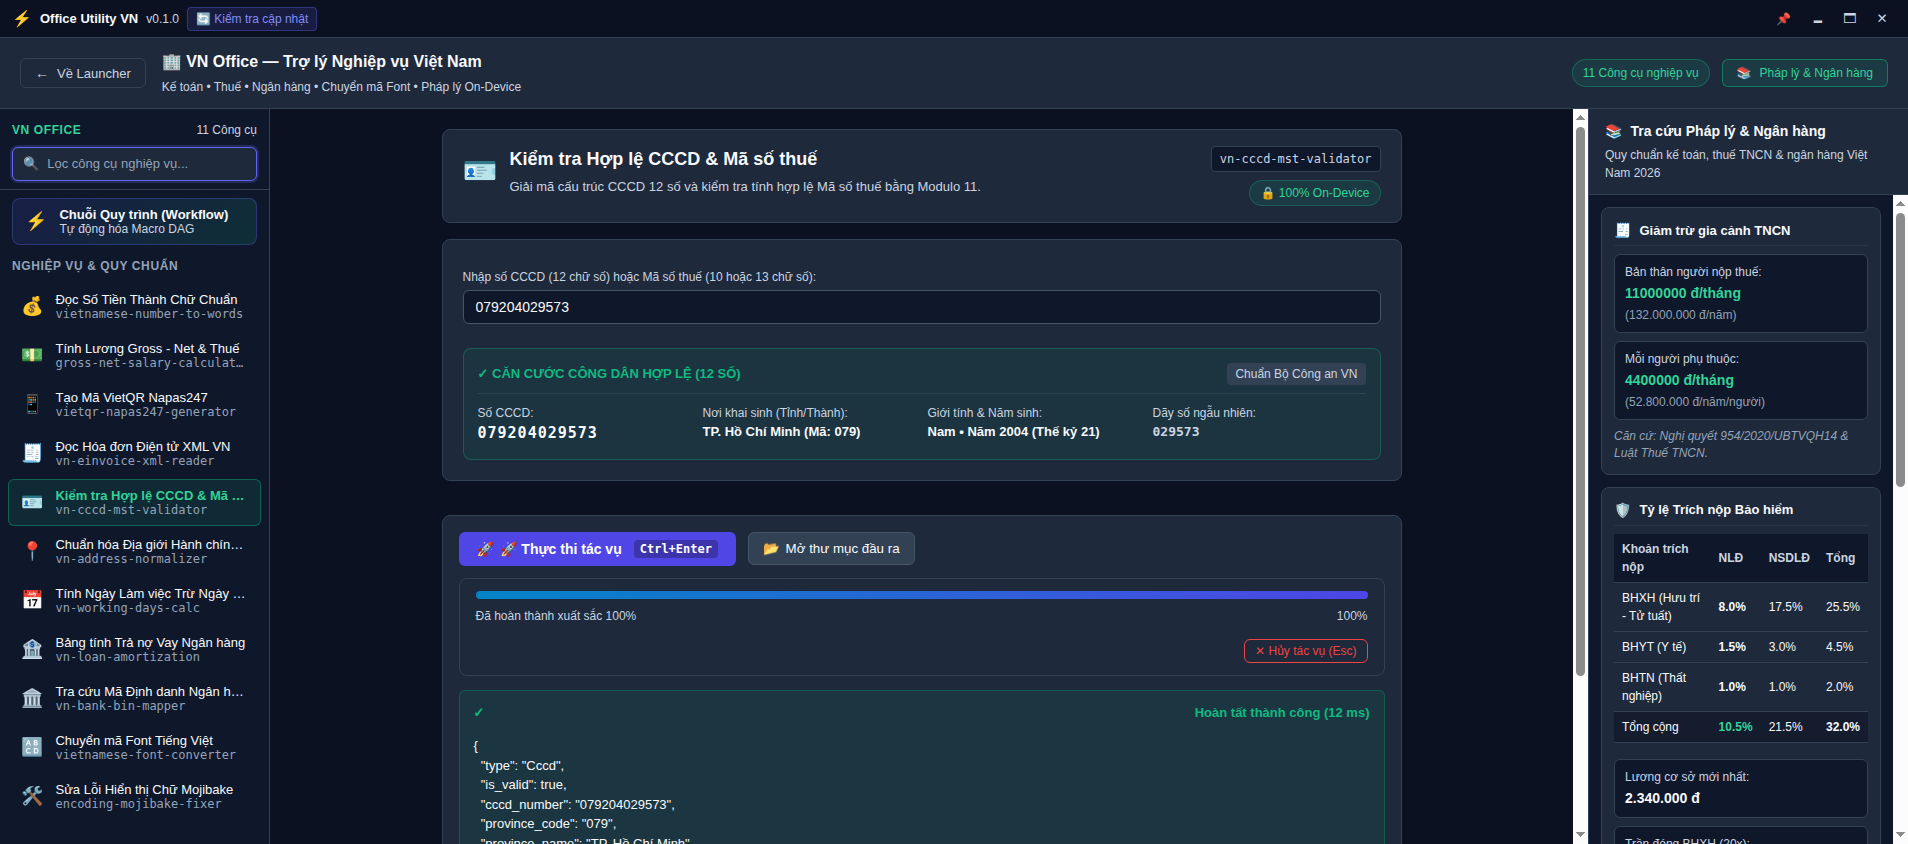 Office Utility VN v0.1.0 Kiểm tra cập nhật
← Về Launcher
VN Office — Trợ lý Nghiệp vụ Việt Nam
Kế toán • Thuế • Ngân hàng • Chuyển mã Font • Pháp lý On-Device
11 Công cụ nghiệp vụ
Pháp lý & Ngân hàng
VN OFFICE 11 Công cụ
Lọc công cụ nghiệp vụ...
Chuỗi Quy trình (Workflow)
Tự động hóa Macro DAG
NGHIỆP VỤ & QUY CHUẨN
Đọc Số Tiền Thành Chữ Chuẩn
vietnamese-number-to-words
Tính Lương Gross - Net & Thuế
gross-net-salary-calculat…
Tạo Mã VietQR Napas247
vietqr-napas247-generator
Đọc Hóa đơn Điện tử XML VN
vn-einvoice-xml-reader
Kiểm tra Hợp lệ CCCD & Mã …
vn-cccd-mst-validator
Chuẩn hóa Địa giới Hành chín…
vn-address-normalizer
Tính Ngày Làm việc Trừ Ngày …
vn-working-days-calc
Bảng tính Trả nợ Vay Ngân hàng
vn-loan-amortization
Tra cứu Mã Định danh Ngân h…
vn-bank-bin-mapper
Chuyển mã Font Tiếng Việt
vietnamese-font-converter
Sửa Lỗi Hiển thị Chữ Mojibake
encoding-mojibake-fixer
Kiểm tra Hợp lệ CCCD & Mã số thuế
Giải mã cấu trúc CCCD 12 số và kiểm tra tính hợp lệ Mã số thuế bằng Modulo 11.
vn-cccd-mst-validator
100% On-Device
Nhập số CCCD (12 chữ số) hoặc Mã số thuế (10 hoặc 13 chữ số):
079204029573
✓ CĂN CƯỚC CÔNG DÂN HỢP LỆ (12 SỐ)
Chuẩn Bộ Công an VN
Số CCCD:
079204029573
Nơi khai sinh (Tỉnh/Thành):
TP. Hồ Chí Minh (Mã: 079)
Giới tính & Năm sinh:
Nam • Năm 2004 (Thế kỷ 21)
Dãy số ngẫu nhiên:
029573
Thực thi tác vụ Ctrl+Enter
Mở thư mục đầu ra
Đã hoàn thành xuất sắc 100%
100%
✕ Hủy tác vụ (Esc)
✓
Hoàn tất thành công (12 ms)
{
"type": "Cccd",
"is_valid": true,
"cccd_number": "079204029573",
"province_code": "079",
"province_name": "TP. Hồ Chí Minh",
Tra cứu Pháp lý & Ngân hàng
Quy chuẩn kế toán, thuế TNCN & ngân hàng Việt
Nam 2026
Giảm trừ gia cảnh TNCN
Bản thân người nộp thuế:
11000000 đ/tháng
(132.000.000 đ/năm)
Mỗi người phụ thuộc:
4400000 đ/tháng
(52.800.000 đ/năm/người)
Căn cứ: Nghị quyết 954/2020/UBTVQH14 &
Luật Thuế TNCN.
Tỷ lệ Trích nộp Bảo hiểm
Khoản trích nộp NLĐ NSDLĐ Tổng
BHXH (Hưu trí - Tử tuất) 8.0% 17.5% 25.5%
BHYT (Y tế) 1.5% 3.0% 4.5%
BHTN (Thất nghiệp) 1.0% 1.0% 2.0%
Tổng cộng 10.5% 21.5% 32.0%
Lương cơ sở mới nhất:
2.340.000 đ
Trần đóng BHXH (20x):